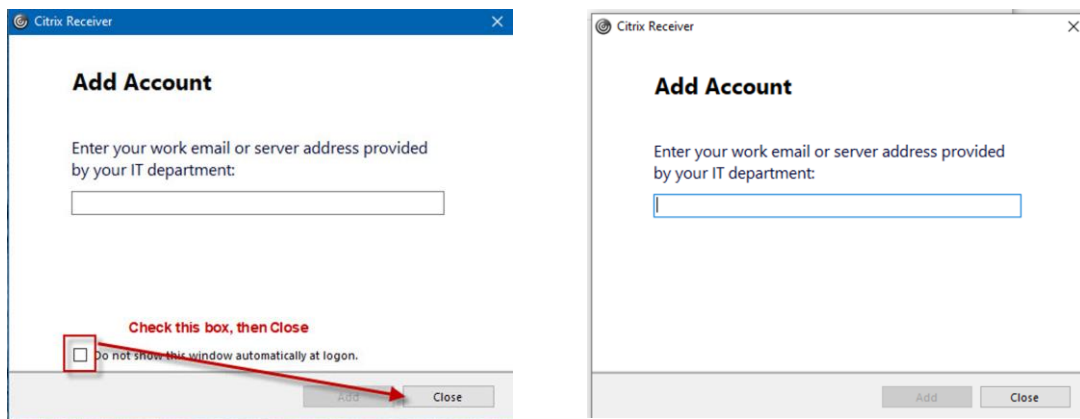 Citrix Receiver
Add Account
Enter your work email or server address provided
by your IT department:
Check this box, then Close
Do not show this window automatically at logon.
Add
Close
Citrix Receiver
Add Account
Enter your work email or server address provided
by your IT department:
Add
Close